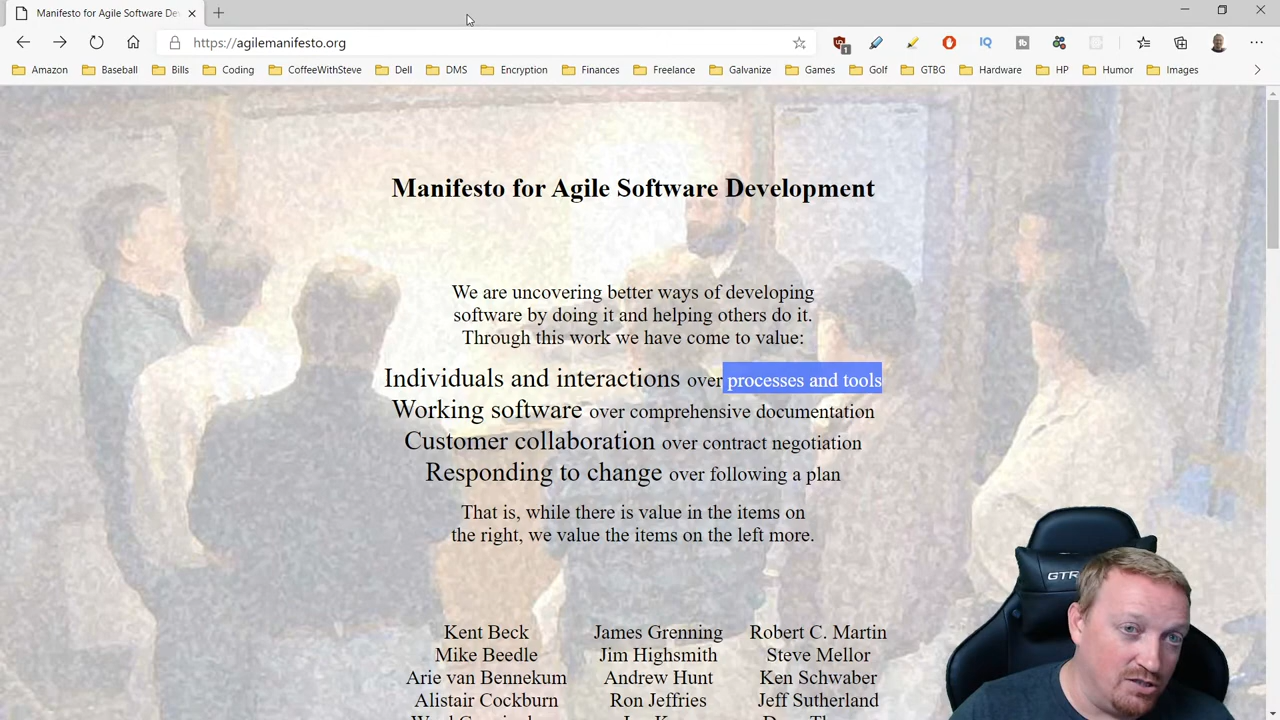 Manifesto for Agile Software De
https://agilemanifesto.org
1
IQ
tb
Amazon
Baseball
Bills
Coding
CoffeeWithSteve
Dell
DMS
Encryption
Finances
Freelance
Galvanize
Games
Golf
GTBG
Hardware
HP
Humor
Images
Manifesto for Agile Software Development
We are uncovering better ways of developing
software by doing it and helping others do it.
Through this work we have come to value:
Individuals and interactions over processes and tools
Working software over comprehensive documentation
Customer collaboration over contract negotiation
Responding to change over following a plan
That is, while there is value in the items on
the right, we value the items on the left more.
Kent Beck
Mike Beedle
Arie van Bennekum
Alistair Cockburn
James Grenning
Jim Highsmith
Andrew Hunt
Ron Jeffries
Robert C. Martin
Steve Mellor
Ken Schwaber
Jeff Sutherland
GTR